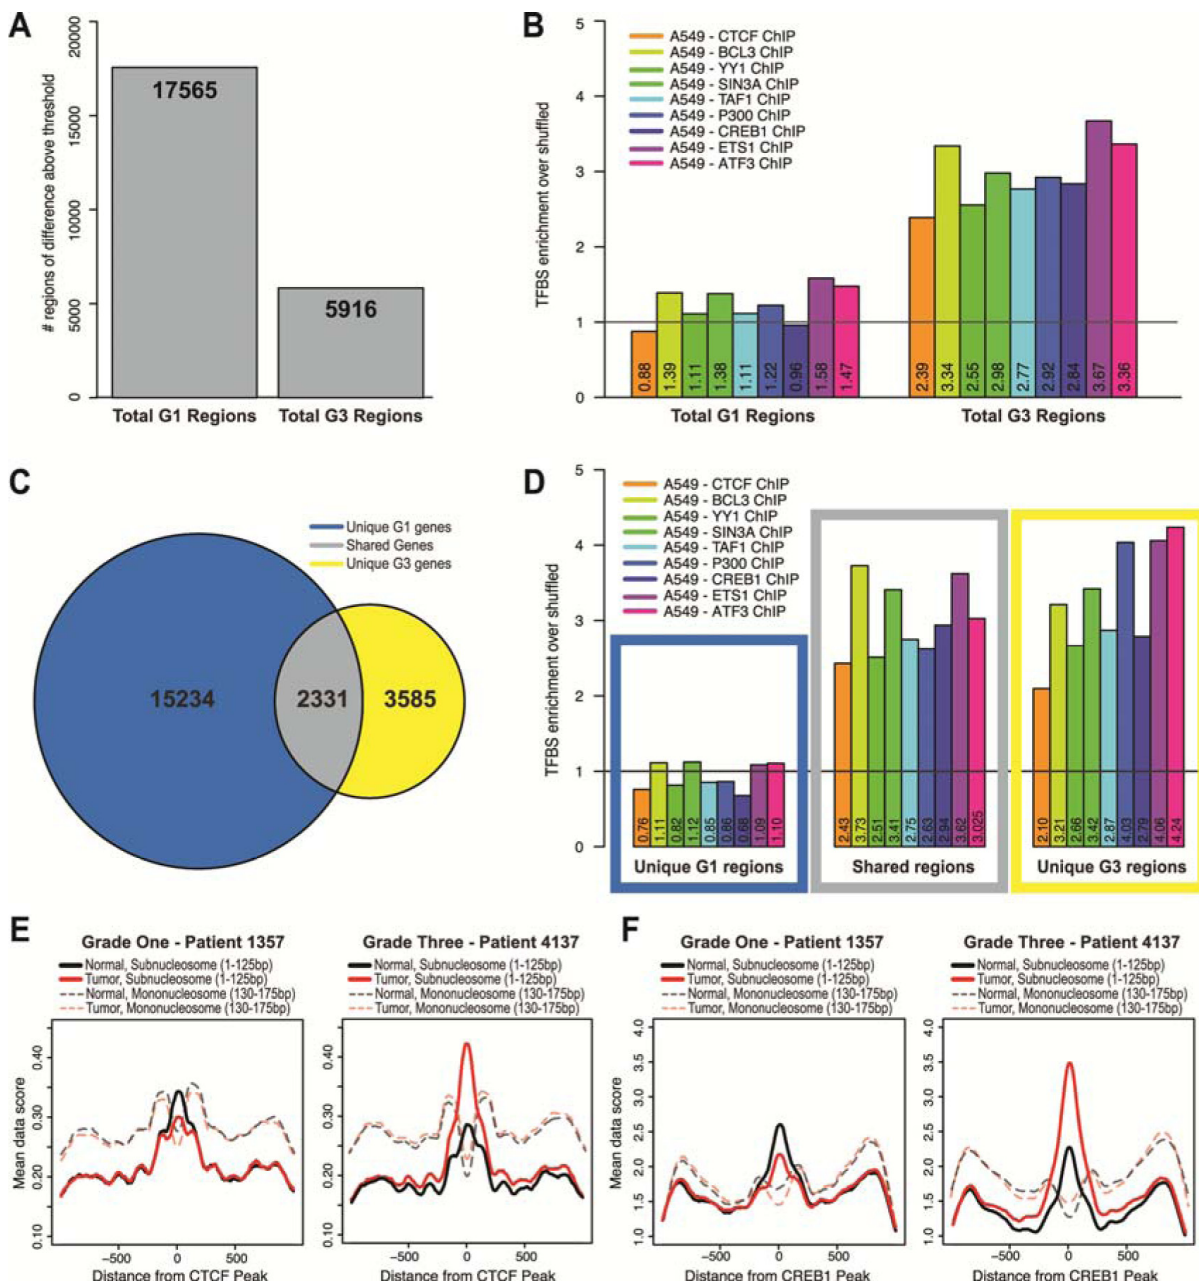 A
# regions of difference above threshold
20000
15000
10000
5000
0
17565
5916
Total G1 Regions
Total G3 Regions
B
TFBS enrichment over shuffled
5
4
3
2
1
0
A549 - CTCF ChIP
A549 - BCL3 ChIP
A549 - YY1 ChIP
A549 - SIN3A ChIP
A549 - TAF1 ChIP
A549 - P300 ChIP
A549 - CREB1 ChIP
A549 - ETS1 ChIP
A549 - ATF3 ChIP
0.88
1.39
1.11
1.38
1.11
1.22
0.96
1.58
1.47
2.39
3.34
2.55
2.98
2.77
2.92
2.84
3.67
3.36
Total G1 Regions
Total G3 Regions
C
Unique G1 genes
Shared Genes
Unique G3 genes
15234
2331
3585
D
TFBS enrichment over shuffled
5
4
3
2
1
0
A549 - CTCF ChIP
A549 - BCL3 ChIP
A549 - YY1 ChIP
A549 - SIN3A ChIP
A549 - TAF1 ChIP
A549 - P300 ChIP
A549 - CREB1 ChIP
A549 - ETS1 ChIP
A549 - ATF3 ChIP
0.76
1.11
0.82
1.12
0.85
0.86
0.68
1.09
1.10
2.43
3.73
2.51
3.41
2.75
2.63
2.94
3.62
3.025
2.10
3.21
2.66
3.42
2.87
4.03
2.79
4.06
4.24
Unique G1 regions
Shared regions
Unique G3 regions
E
Grade One - Patient 1357
Normal, Subnucleosome (1-125bp)
Tumor, Subnucleosome (1-125bp)
Normal, Mononucleosome (130-175bp)
Tumor, Mononucleosome (130-175bp)
Mean data score
0.40
0.30
0.20
0.10
-500
0
500
Distance from CTCF Peak
Grade Three - Patient 4137
Normal, Subnucleosome (1-125bp)
Tumor, Subnucleosome (1-125bp)
Normal, Mononucleosome (130-175bp)
Tumor, Mononucleosome (130-175bp)
0.40
0.30
0.20
0.10
-500
0
500
Distance from CTCF Peak
F
Grade One - Patient 1357
Normal, Subnucleosome (1-125bp)
Tumor, Subnucleosome (1-125bp)
Normal, Mononucleosome (130-175bp)
Tumor, Mononucleosome (130-175bp)
Mean data score
4.0
3.5
3.0
2.5
2.0
1.5
1.0
-500
0
500
Distance from CREB1 Peak
Grade Three - Patient 4137
Normal, Subnucleosome (1-125bp)
Tumor, Subnucleosome (1-125bp)
Normal, Mononucleosome (130-175bp)
Tumor, Mononucleosome (130-175bp)
4.0
3.5
3.0
2.5
2.0
1.5
1.0
-500
0
500
Distance from CREB1 Peak